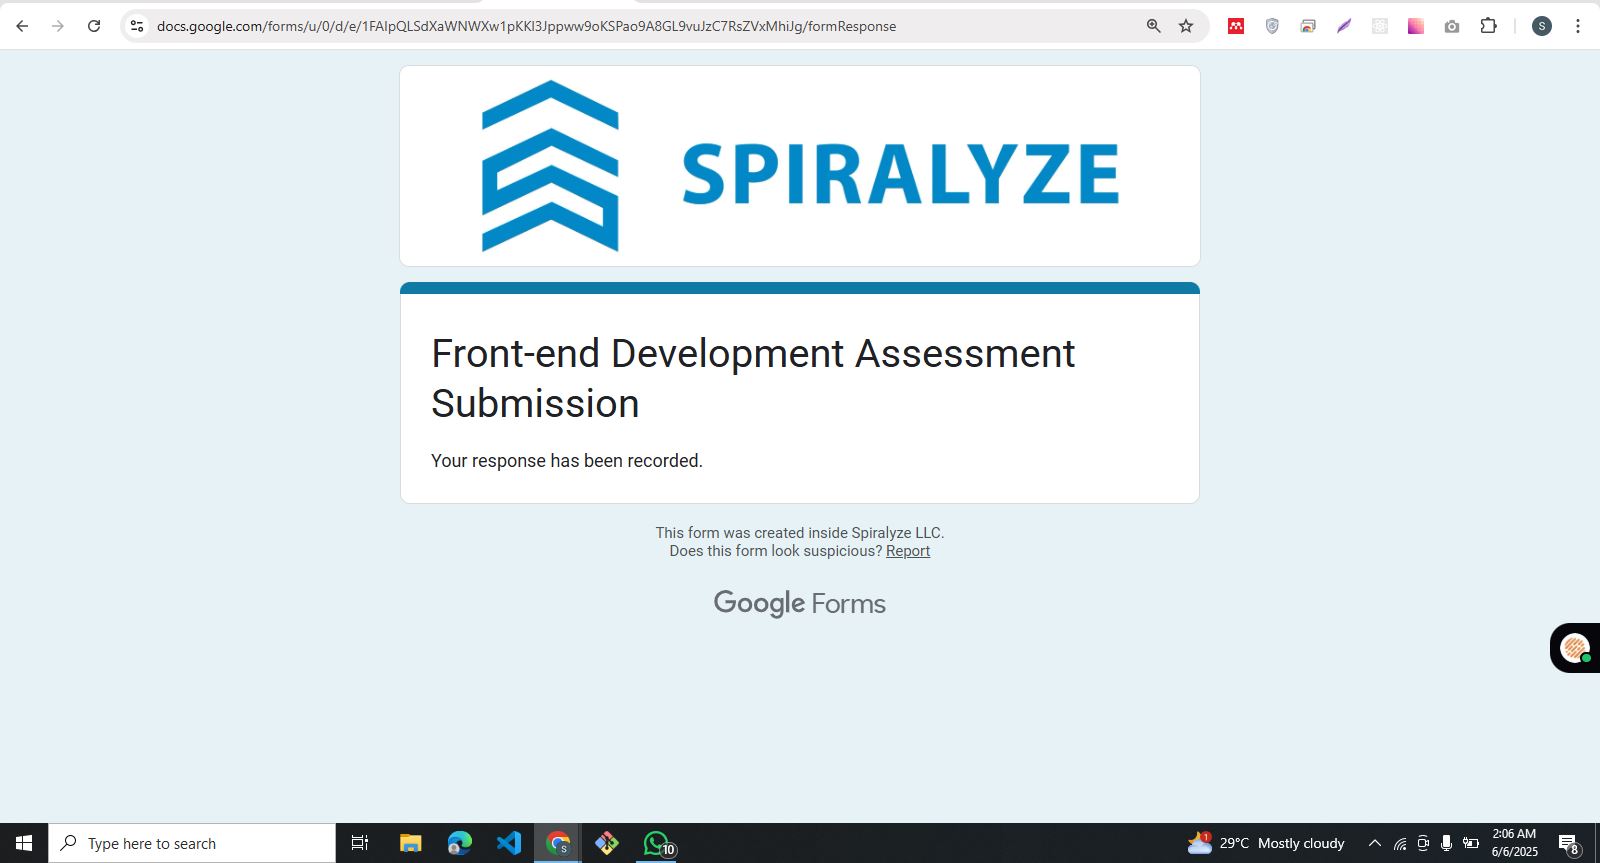 docs.google.com/forms/u/0/d/e/1FAIpQLSdXaWNWXw1pKKl3Jppww9oKSPao9A8GL9vuJzC7RsZVxMhiJg/formResponse
S
SPIRALYZE
Front-end Development Assessment
Submission
Your response has been recorded.
This form was created inside Spiralyze LLC.
Does this form look suspicious? Report
Google Forms
Type here to search
S
10
1
29°C Mostly cloudy
2:06 AM
6/6/2025
8